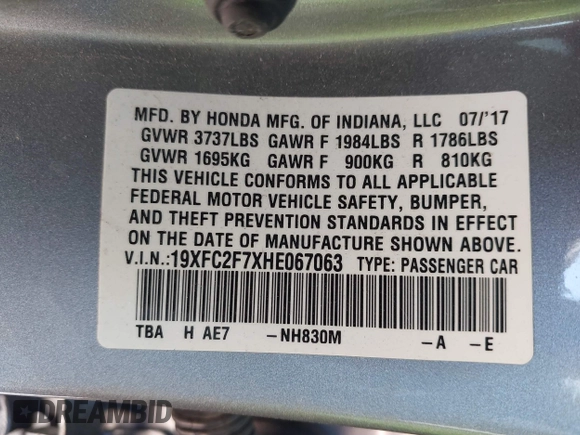 MFD. BY HONDA MFG. OF INDIANA, LLC 07/'17
GVWR 3737LBS GAWR F 1984LBS R 1786LBS
GVWR 1695KG GAWR F 900KG R 810KG
THIS VEHICLE CONFORMS TO ALL APPLICABLE
FEDERAL MOTOR VEHICLE SAFETY, BUMPER,
AND THEFT PREVENTION STANDARDS IN EFFECT
ON THE DATE OF MANUFACTURE SHOWN ABOVE.
V.I.N.:19XFC2F7XHE067063 TYPE: PASSENGER CAR
TBA H AE7 -NH830M -A -E
DREAMBID